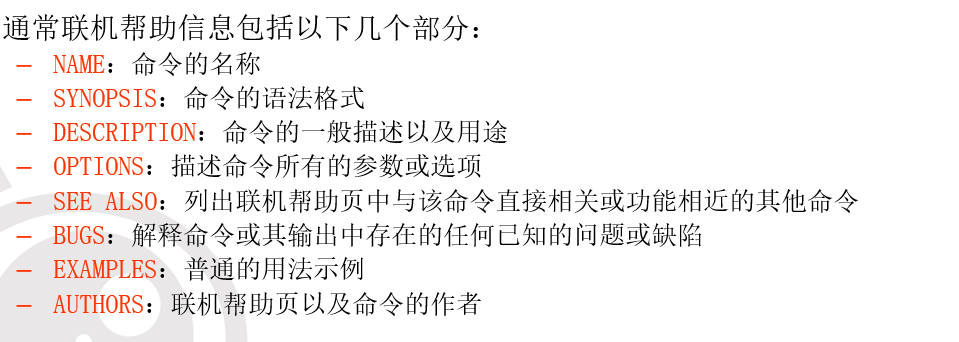 通常联机帮助信息包括以下几个部分：
– NAME：命令的名称
– SYNOPSIS：命令的语法格式
– DESCRIPTION：命令的一般描述以及用途
– OPTIONS：描述命令所有的参数或选项
– SEE ALSO：列出联机帮助页中与该命令直接相关或功能相近的其他命令
– BUGS：解释命令或其输出中存在的任何已知的问题或缺陷
– EXAMPLES：普通的用法示例
– AUTHORS：联机帮助页以及命令的作者